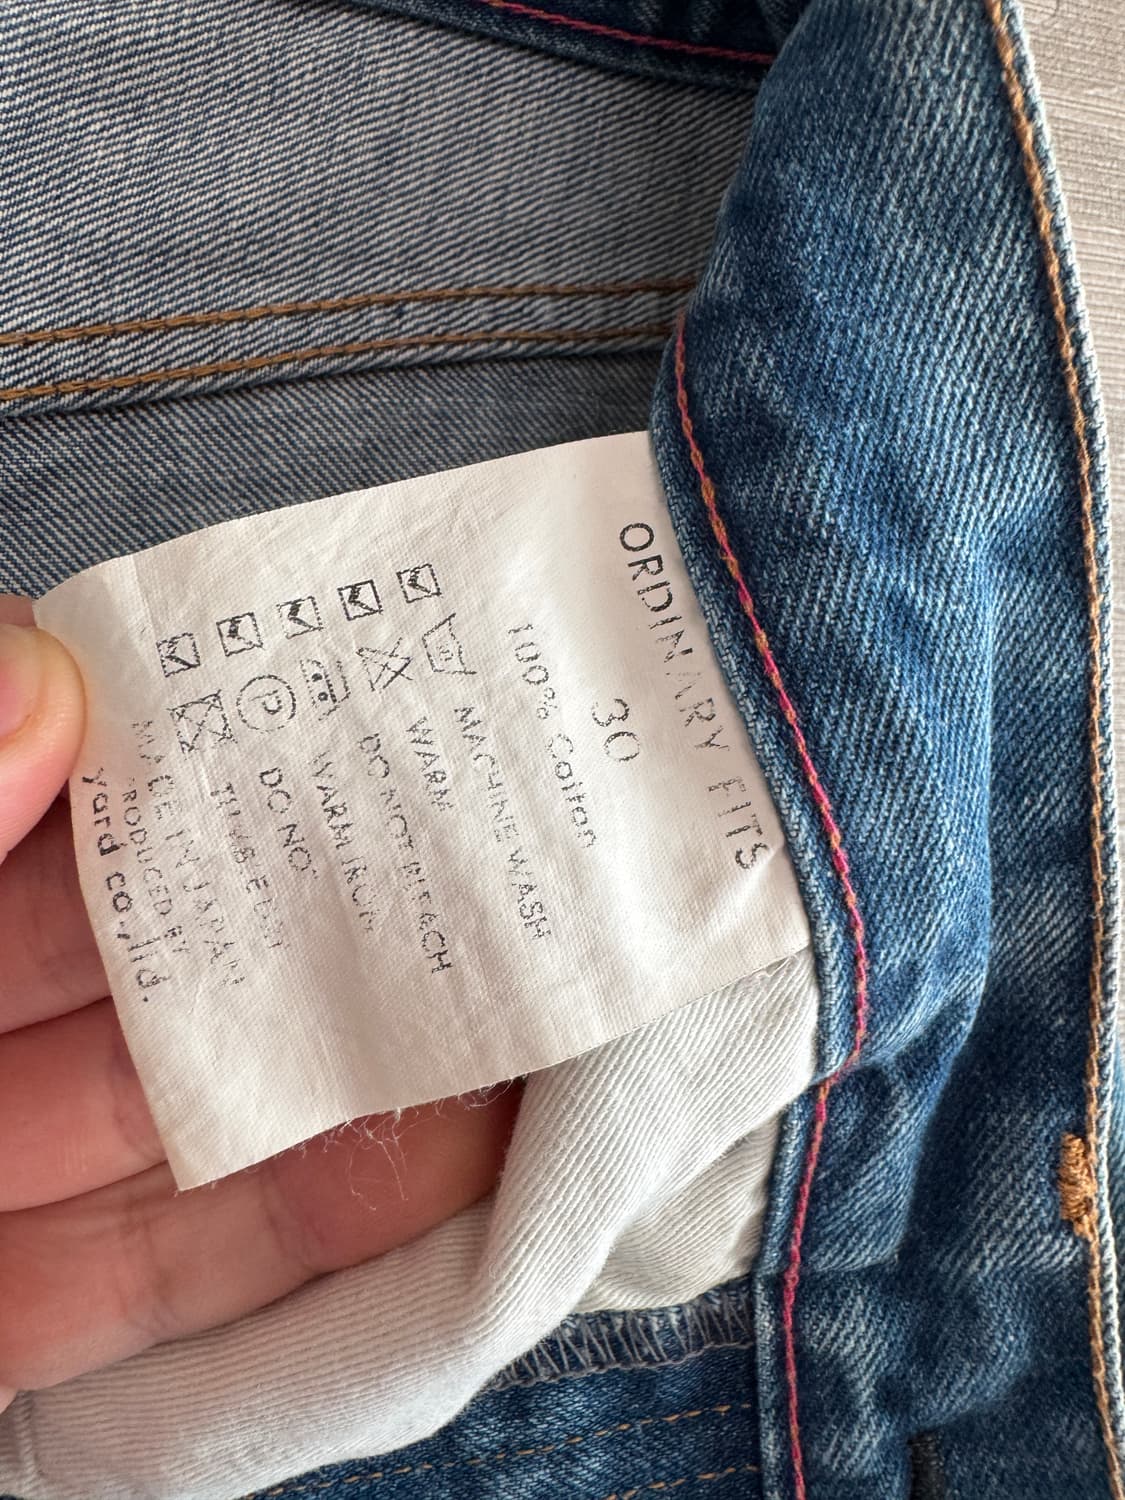 ORDINARY FITS
30
100% Cotton
MACHINE WASH
WARM
DO NOT BLEACH
WARM IRON
DO NO
TUMBLE DRY
MADE IN JAPAN
PRODUCED BY
yard co.,ltd.